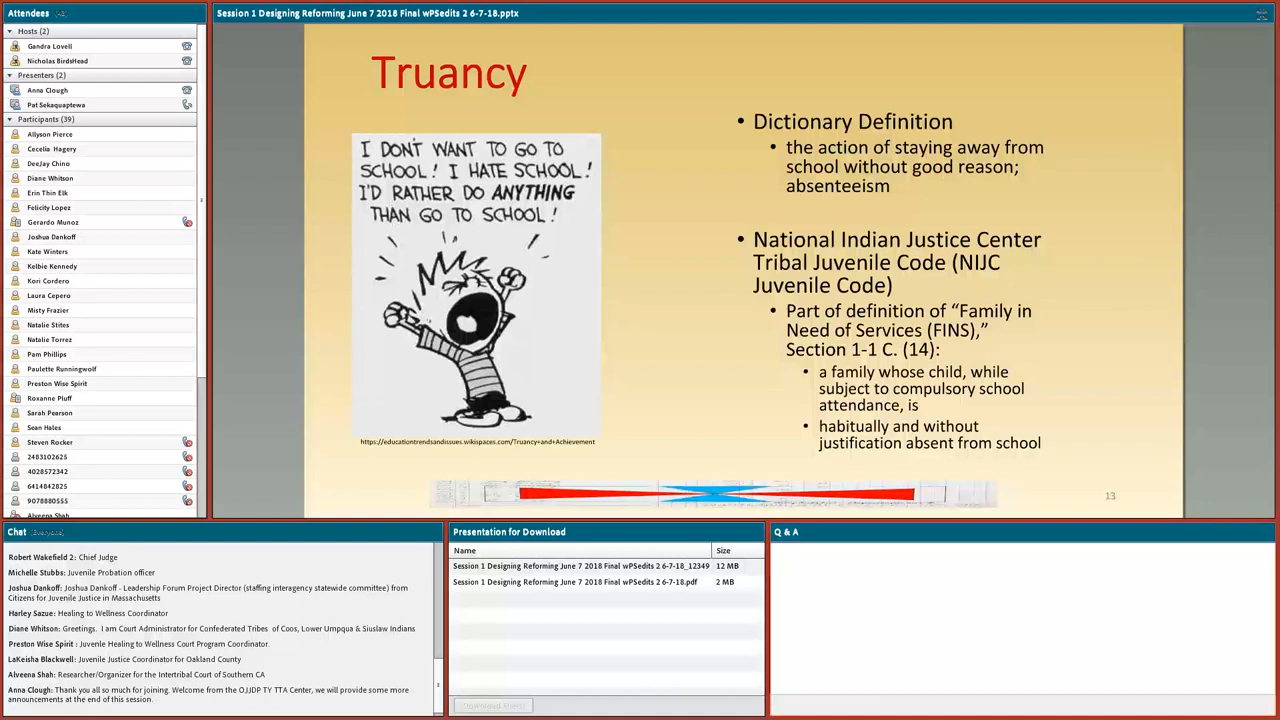 Attendees
Session 1 Designing Reforming June 7 2018 Final wPSedits 2 6-7-18.pptx
Hosts (2)
Gandra Lovell
Nicholas BirdsHead
Presenters (2)
Anna Clough
Pat Sekaquaptewa
Participants (39)
Allyson Pierce
Cecelia Hagery
DeeJay Chino
Diane Whitson
Erin Thin Elk
Felicity Lopez
Gerardo Munoz
Joshua Dankoff
Kate Winters
Kelbie Kennedy
Kori Cordero
Laura Cepero
Misty Frazier
Natalie Stites
Natalie Torrez
Pam Phillips
Paulette Runningwolf
Preston Wise Spirit
Roxanne Pluff
Sarah Pearson
Sean Hales
Steven Rocker
2483102625
4028572342
6414842825
9078880555
Alveena Shah
Truancy
I DON'T WANT TO GO TO
SCHOOL! I HATE SCHOOL!
I'D RATHER DO ANYTHING
THAN GO TO SCHOOL!
https://educationtrendsandissues.wikispaces.com/Truancy+and+Achievement
• Dictionary Definition
• the action of staying away from
school without good reason;
absenteeism
• National Indian Justice Center
Tribal Juvenile Code (NIJC
Juvenile Code)
• Part of definition of “Family in
Need of Services (FINS),”
Section 1-1 C. (14):
• a family whose child, while
subject to compulsory school
attendance, is
• habitually and without
justification absent from school
13
Chat (Everyone)
Robert Wakefield 2: Chief Judge
Michelle Stubbs: Juvenile Probation officer
Joshua Dankoff: Joshua Dankoff - Leadership Forum Project Director (staffing interagency statewide committee) from
Citizens for Juvenile Justice in Massachusetts
Harley Sazue: Healing to Wellness Coordinator
Diane Whitson: Greetings. I am Court Administrator for Confederated Tribes of Coos, Lower Umpqua & Siuslaw Indians
Preston Wise Spirit : Juvenle Healing to Wellness Court Program Coordinator.
LaKeisha Blackwell: Juvenile Justice Coordinator for Oakland County
Alveena Shah: Researcher/Organizer for the Intertribal Court of Southern CA
Anna Clough: Thank you all so much for joining. Welcome from the OJJDP TY TTA Center, we will provide some more
announcements at the end of this session.
Presentation for Download
Name Size
Session 1 Designing Reforming June 7 2018 Final wPSedits 2 6-7-18_12349 12 MB
Session 1 Designing Reforming June 7 2018 Final wPSedits 2 6-7-18.pdf 2 MB
Download File(s)
Q & A